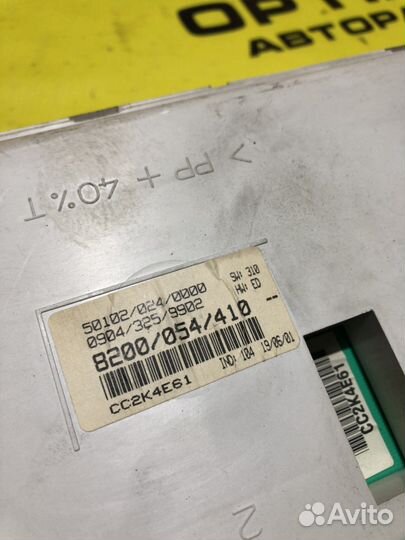 АВТОРА
> PP + 40%T
50102/024/0000
0904/325/9902
8200/054/410
CC2K4E61
SW: 310
HW: ED --
IND: 104 19/06/01
CC2K4E61
2
Avito